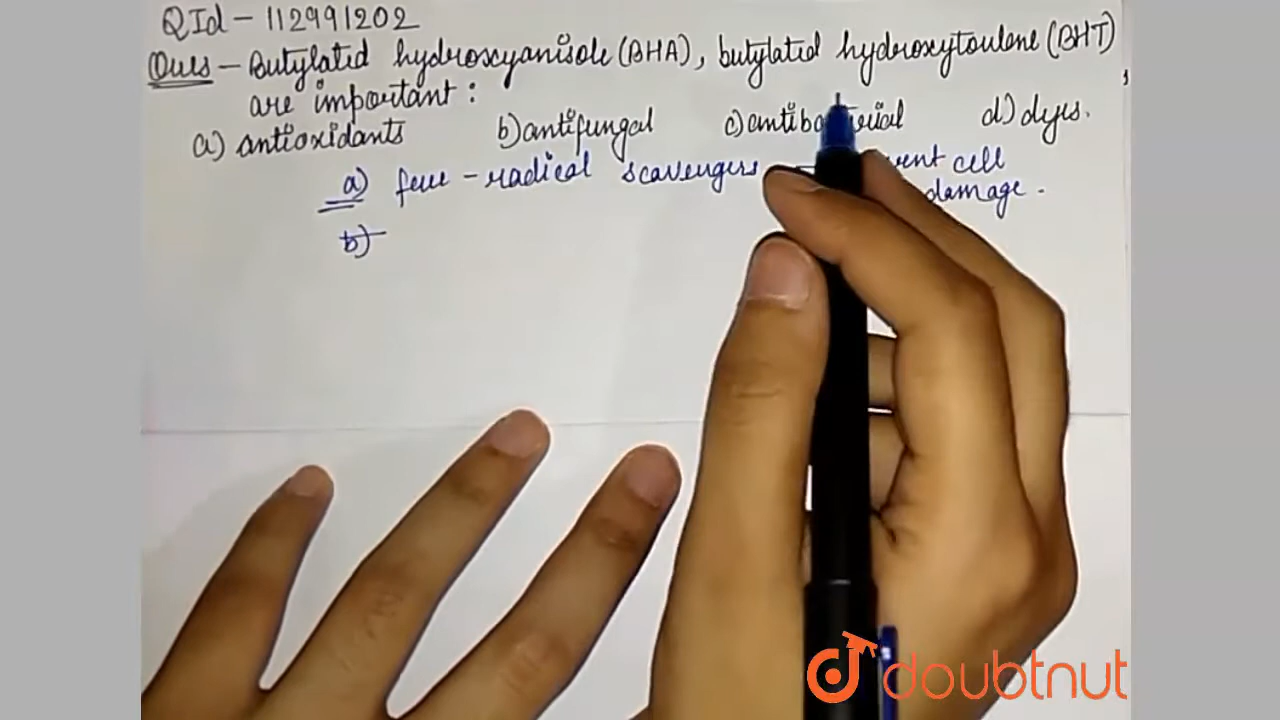 QId - 112991202
Ques - Butylated hydroxyanisole (BHA), butylated hydroxytoulene (BHT),
are important :
a) antioxidants b) antifungal c) antibacterial d) dyes.
a) free - radical scavengers cell
damage.
b)
doubtnut